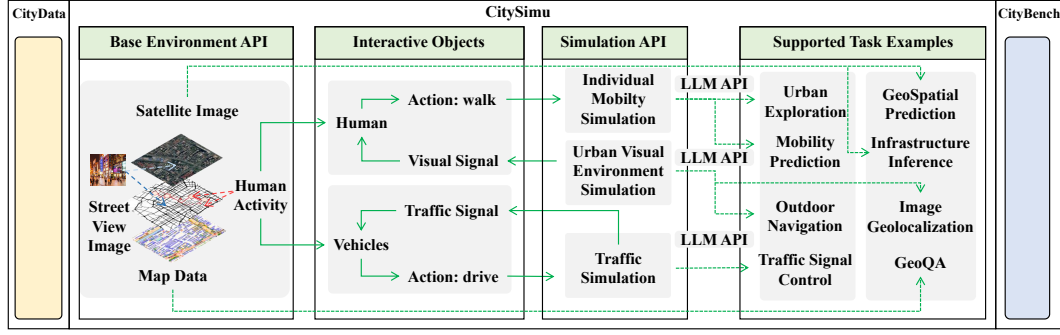 CityData
CitySimu
CityBench
Base Environment API
Interactive Objects
Simulation API
Supported Task Examples
Satellite Image
Street
View
Image
Map Data
Human
Activity
Action: walk
Human
Visual Signal
Traffic Signal
Vehicles
Action: drive
Individual
Mobilty
Simulation
Urban Visual
Environment
Simulation
Traffic
Simulation
LLM API
LLM API
LLM API
Urban
Exploration
Mobility
Prediction
Outdoor
Navigation
Traffic Signal
Control
GeoSpatial
Prediction
Infrastructure
Inference
Image
Geolocalization
GeoQA